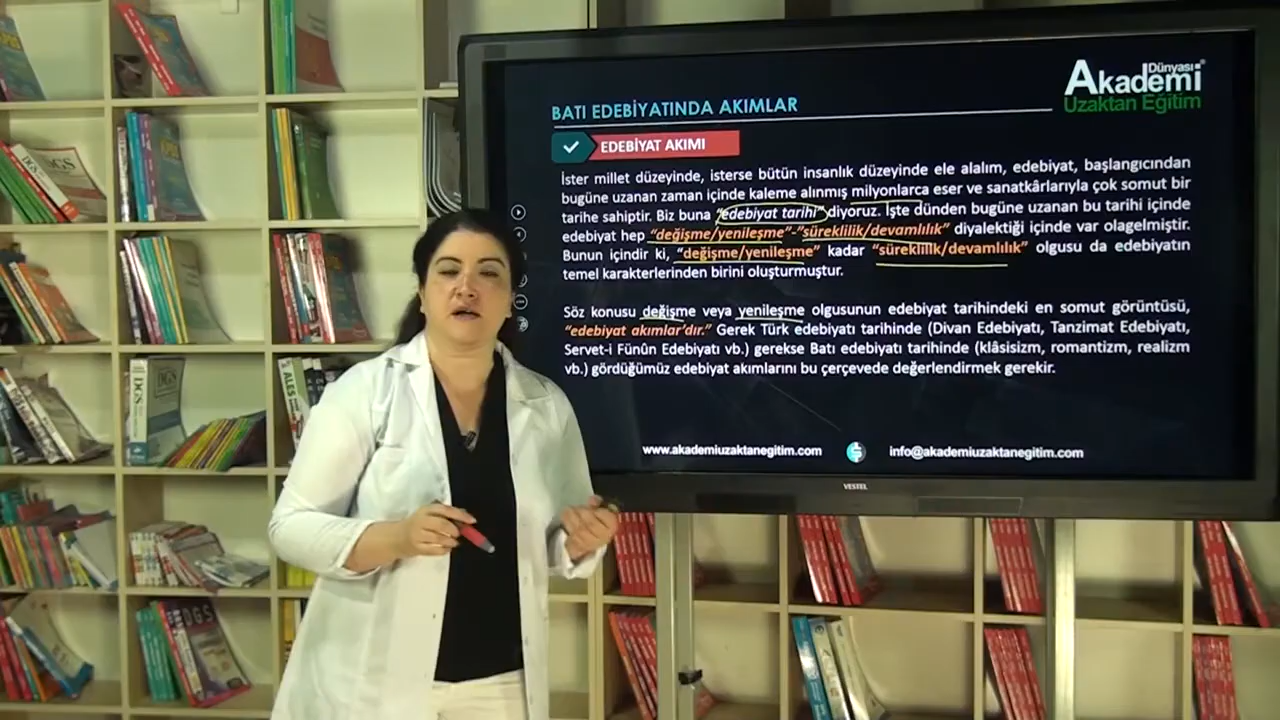 Dünyası
Akademi
Uzaktan Eğitim
BATI EDEBİYATINDA AKIMLAR
EDEBİYAT AKIMI
İster millet düzeyinde, isterse bütün insanlık düzeyinde ele alalım, edebiyat, başlangıcından
bugüne uzanan zaman içinde kaleme alınmış milyonlarca eser ve sanatkârlarıyla çok somut bir
tarihe sahiptir. Biz buna "edebiyat tarihi" diyoruz. İşte dünden bugüne uzanan bu tarihi içinde
edebiyat hep "değişme/yenileşme"-"süreklilik/devamlılık" diyalektiği içinde var olagelmiştir.
Bunun içindir ki, "değişme/yenileşme" kadar "süreklilik/devamlılık" olgusu da edebiyatın
temel karakterlerinden birini oluşturmuştur.
Söz konusu değişme veya yenileşme olgusunun edebiyat tarihindeki en somut görüntüsü,
"edebiyat akımlar'dır." Gerek Türk edebiyatı tarihinde (Divan Edebiyatı, Tanzimat Edebiyatı,
Servet-i Fünûn Edebiyatı vb.) gerekse Batı edebiyatı tarihinde (klâsisizm, romantizm, realizm
vb.) gördüğümüz edebiyat akımlarını bu çerçevede değerlendirmek gerekir.
www.akademiuzaktanegitim.com
info@akademiuzaktanegitim.com
VESTEL
DGS
DGS
ALES
DGS